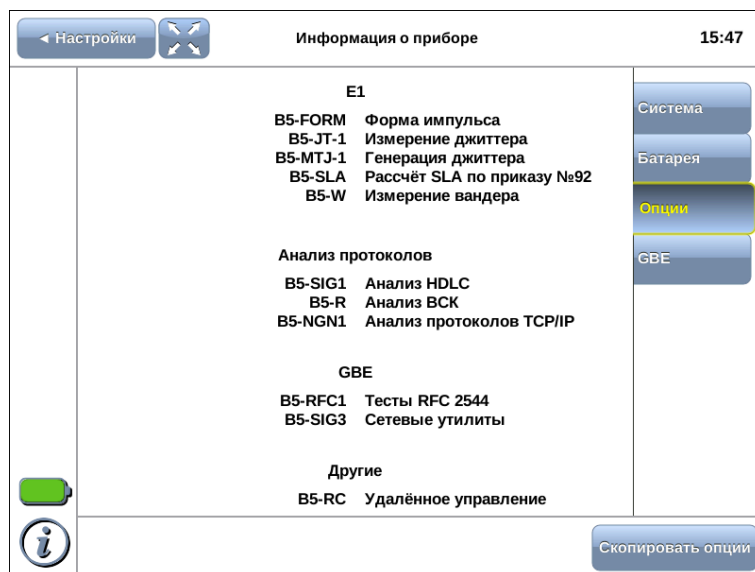 ◄ Настройки
Информация о приборе
15:47
E1
B5-FORM Форма импульса
B5-JT-1 Измерение джиттера
B5-MTJ-1 Генерация джиттера
B5-SLA Рассчёт SLA по приказу №92
B5-W Измерение вандера
Анализ протоколов
B5-SIG1 Анализ HDLC
B5-R Анализ ВСК
B5-NGN1 Анализ протоколов TCP/IP
GBE
B5-RFC1 Тесты RFC 2544
B5-SIG3 Сетевые утилиты
Другие
B5-RC Удалённое управление
Система
Батарея
Опции
GBE
i
Скопировать опции